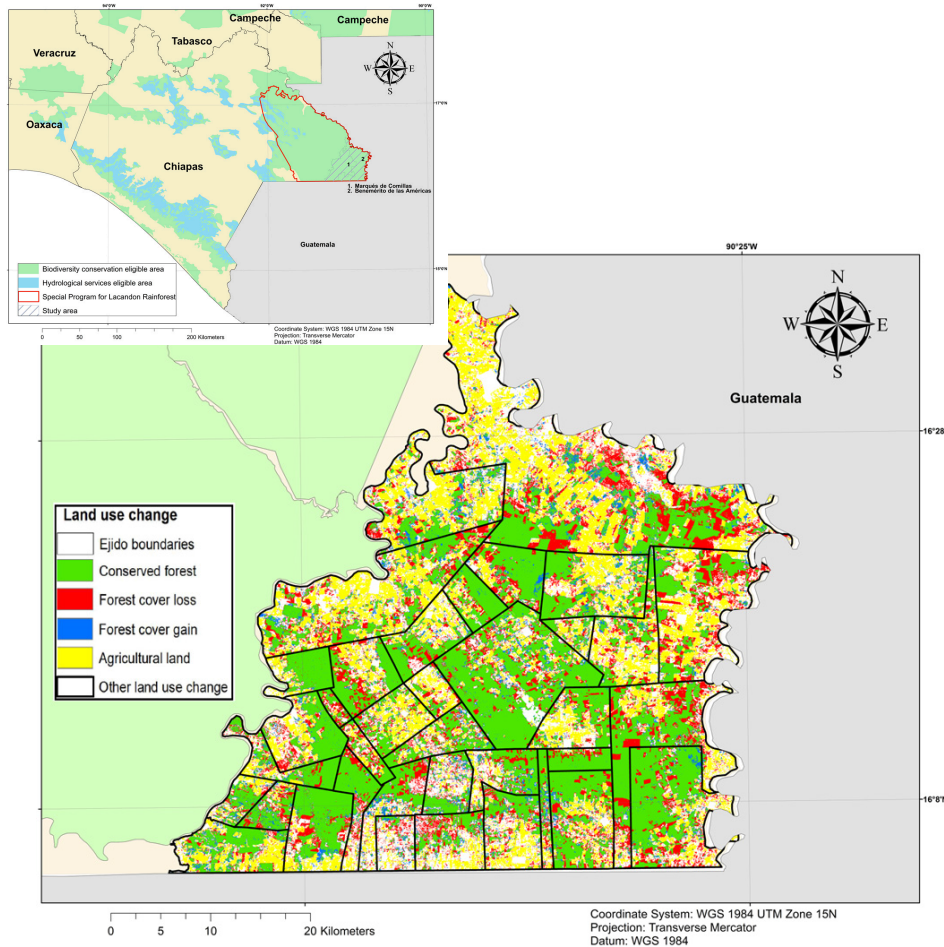 94°0'W
92°0'W
90°0'W
Campeche
Campeche
Tabasco
Veracruz
N
W E
S
17°0'N
Oaxaca
Chiapas
1
2
1. Marqués de Comillas
2. Benemérito de las Américas
Guatemala
Biodiversity conservation eligible area
Hydrological services eligible area
Special Program for Lacandon Rainforest
Study area
0 50 100 200 Kilometers
Coordinate System: WGS 1984 UTM Zone 15N
Projection: Transverse Mercator
Datum: WGS 1984
90°25'W
N
W E
S
Guatemala
16°28'
Land use change
Ejido boundaries
Conserved forest
Forest cover loss
Forest cover gain
Agricultural land
Other land use change
16°8'
0 5 10 20 Kilometers
Coordinate System: WGS 1984 UTM Zone 15N
Projection: Transverse Mercator
Datum: WGS 1984